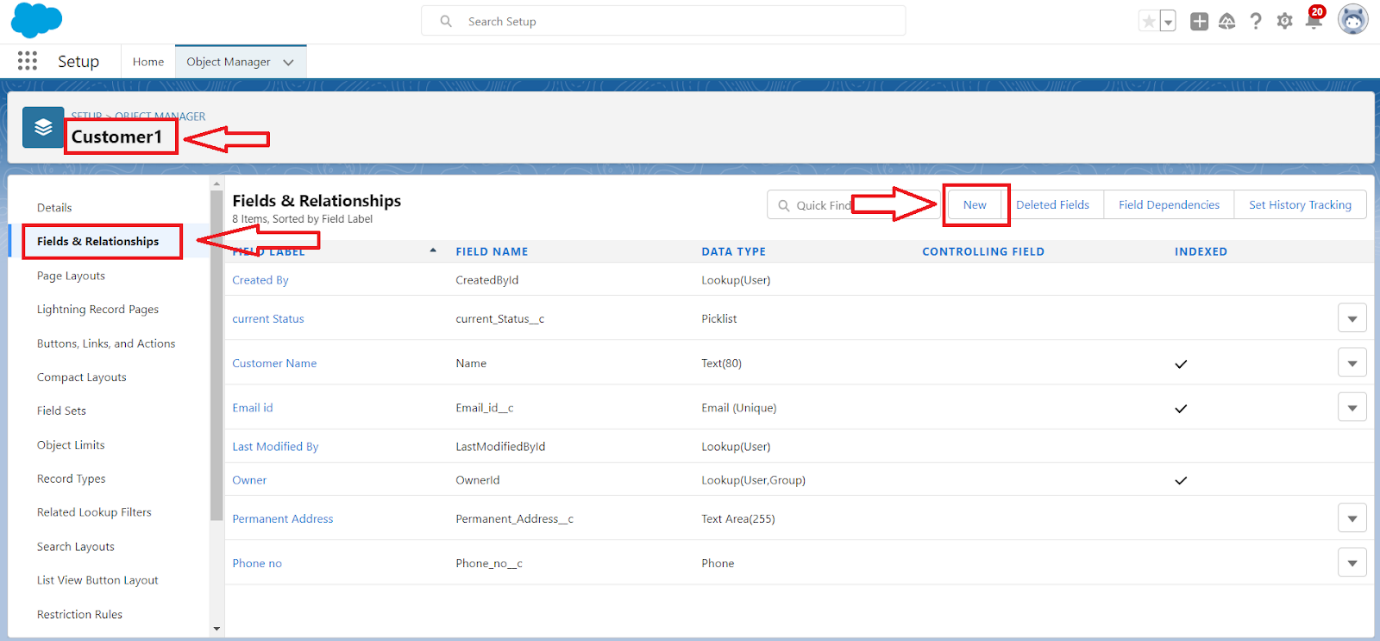 Search Setup
20
Setup
Home
Object Manager
SETUP > OBJECT MANAGER
Customer1
Details
Fields & Relationships
Page Layouts
Lightning Record Pages
Buttons, Links, and Actions
Compact Layouts
Field Sets
Object Limits
Record Types
Related Lookup Filters
Search Layouts
List View Button Layout
Restriction Rules
Fields & Relationships
8 Items, Sorted by Field Label
Quick Find
New
Deleted Fields
Field Dependencies
Set History Tracking
FIELD LABEL FIELD NAME DATA TYPE CONTROLLING FIELD INDEXED
Created By CreatedById Lookup(User)
current Status current_Status__c Picklist
Customer Name Name Text(80)
Email id Email_id__c Email (Unique)
Last Modified By LastModifiedById Lookup(User)
Owner OwnerId Lookup(User,Group)
Permanent Address Permanent_Address__c Text Area(255)
Phone no Phone_no__c Phone